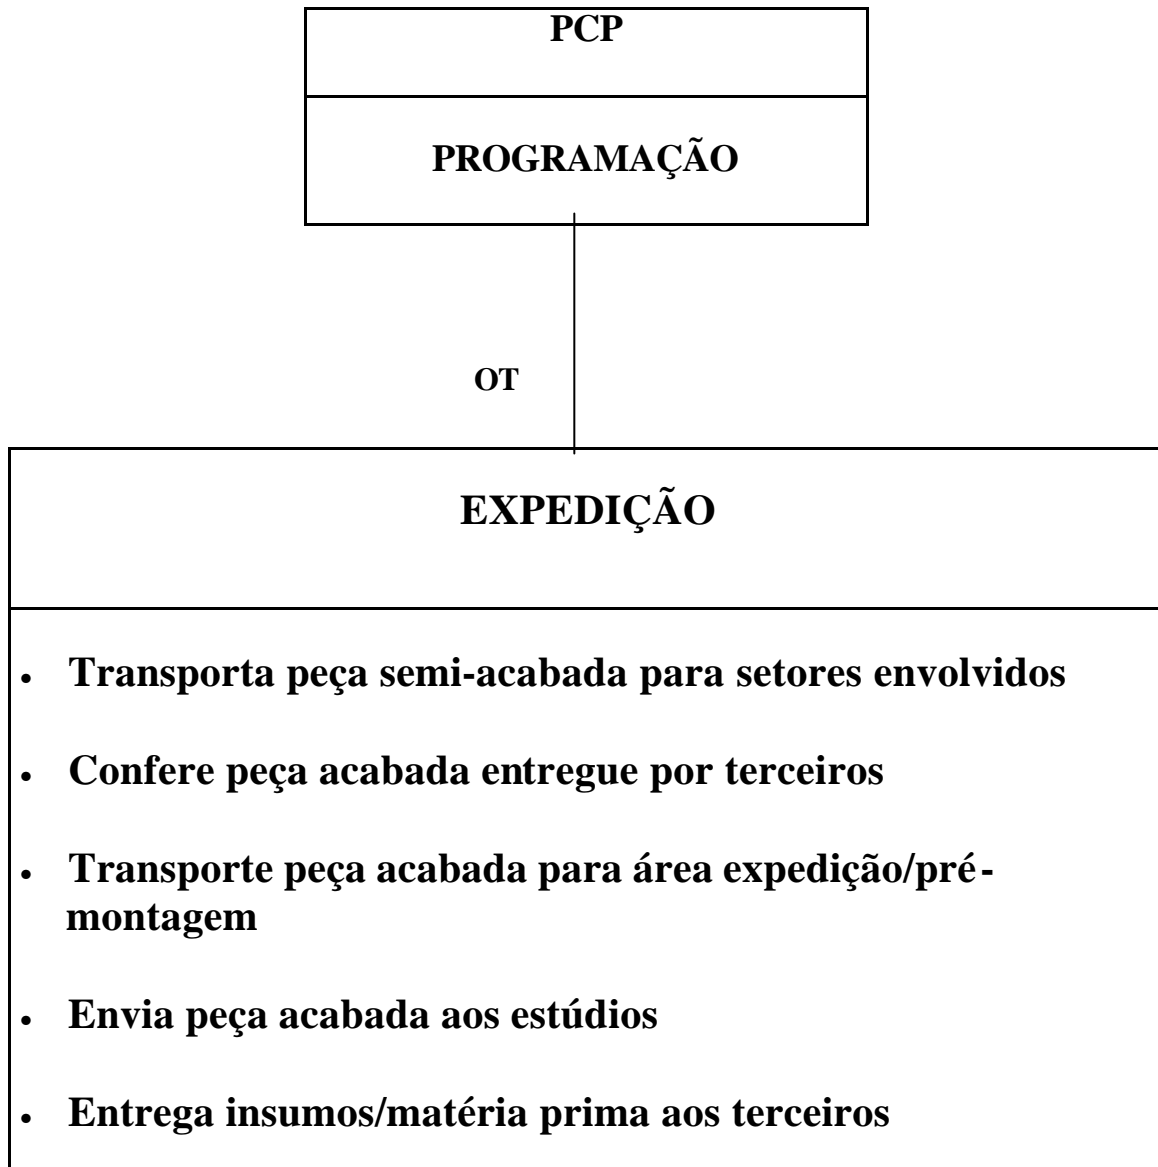 PCP
PROGRAMAÇÃO
OT
EXPEDIÇÃO
• Transporta peça semi-acabada para setores envolvidos
• Confere peça acabada entregue por terceiros
• Transporte peça acabada para área expedição/pré-
montagem
• Envia peça acabada aos estúdios
• Entrega insumos/matéria prima aos terceiros